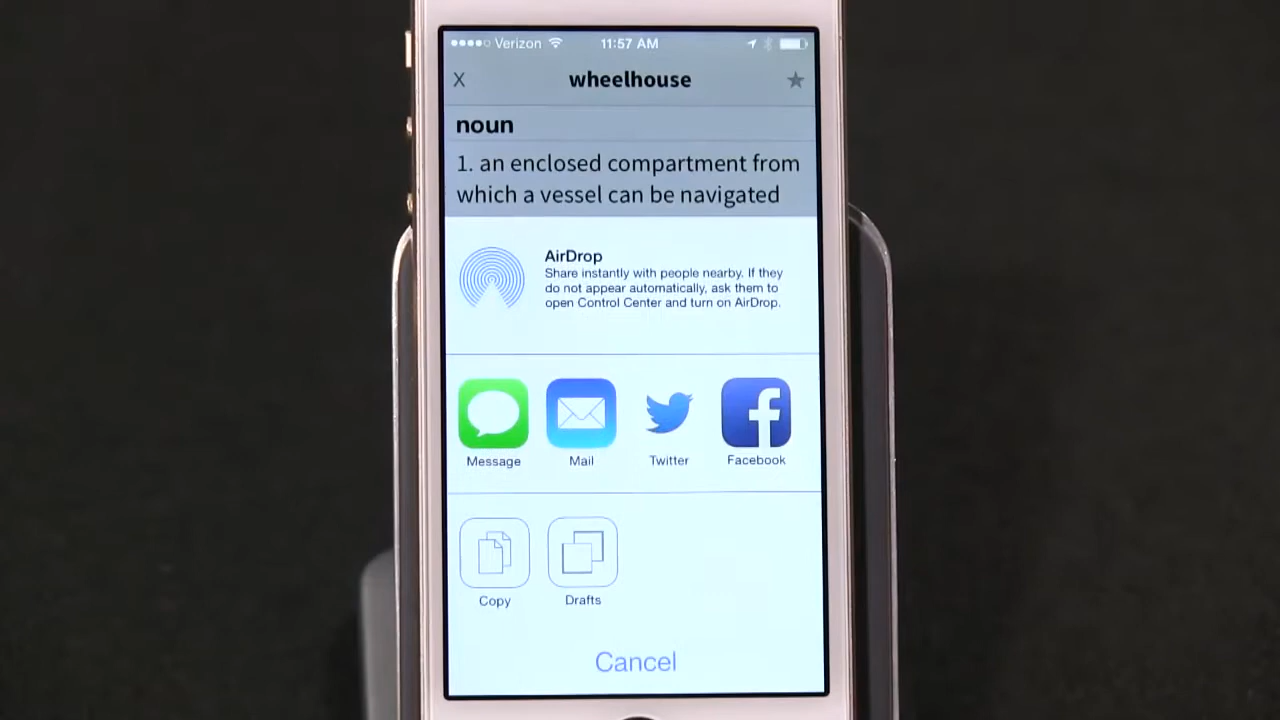 Verizon 11:57 AM
X wheelhouse
noun
1. an enclosed compartment from
which a vessel can be navigated
AirDrop
Share instantly with people nearby. If they
do not appear automatically, ask them to
open Control Center and turn on AirDrop.
Message Mail Twitter Facebook
Copy Drafts
Cancel